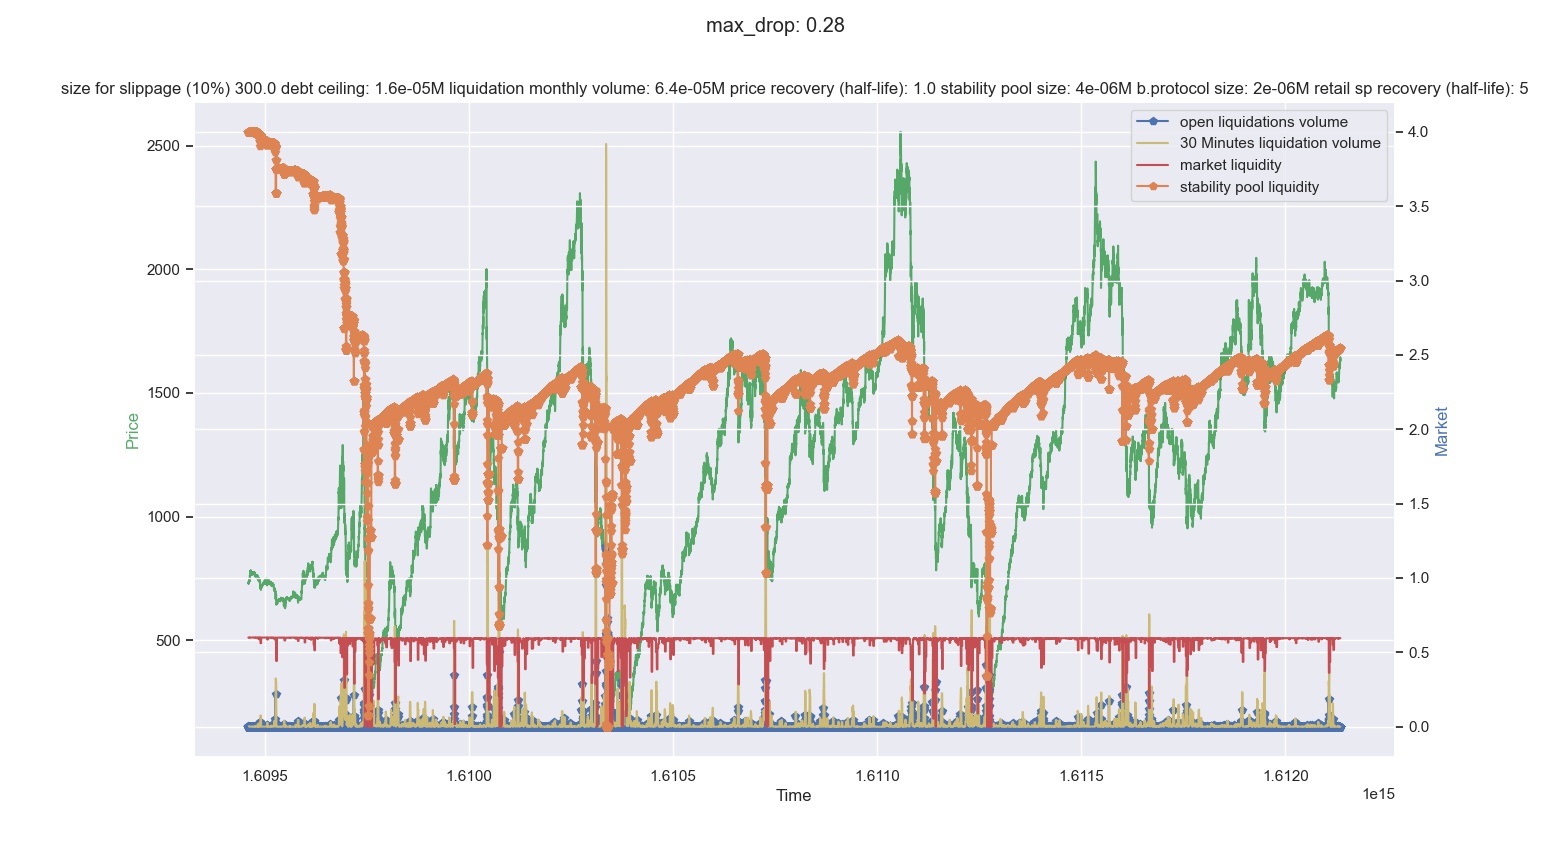 max_drop: 0.28
size for slippage (10%) 300.0 debt ceiling: 1.6e-05M liquidation monthly volume: 6.4e-05M price recovery (half-life): 1.0 stability pool size: 4e-06M b.protocol size: 2e-06M retail sp recovery (half-life): 5
open liquidations volume
30 Minutes liquidation volume
market liquidity
stability pool liquidity
2500
2000
1500
1000
500
Price
4.0
3.5
3.0
2.5
2.0
1.5
1.0
0.5
0.0
Market
1.6095
1.6100
1.6105
1.6110
1.6115
1.6120
1e15
Time